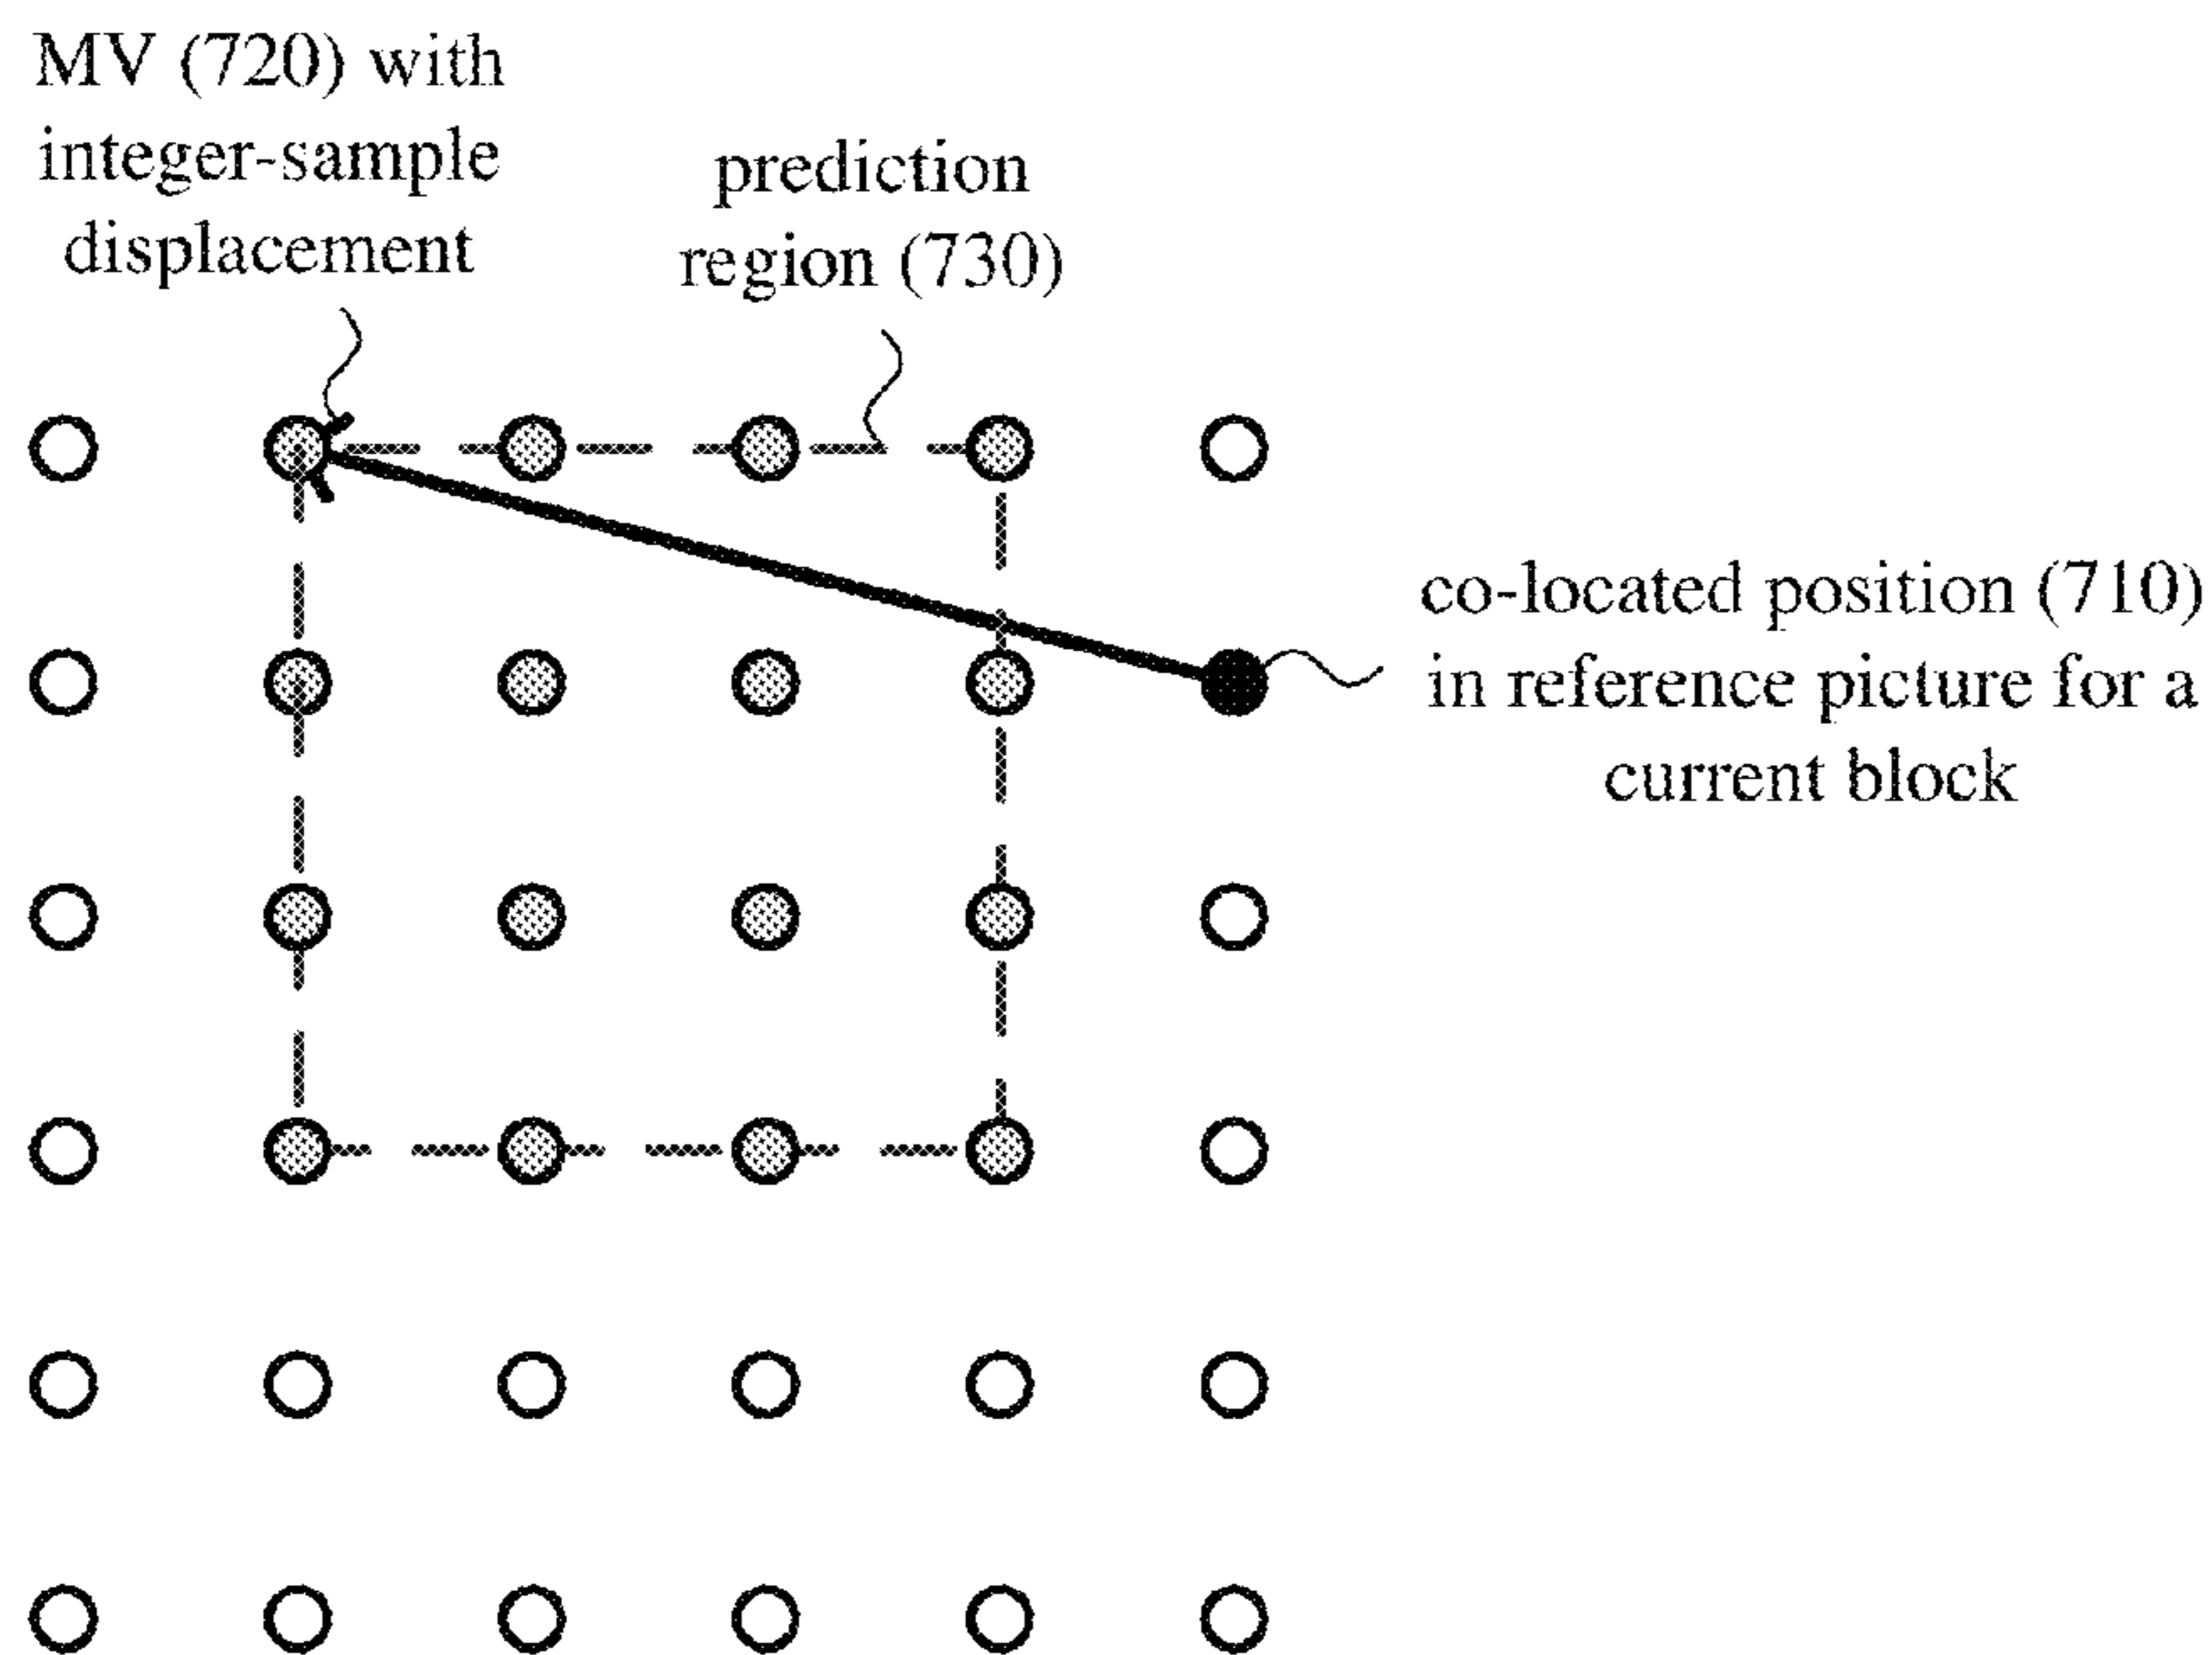 MV (720) with
integer-sample
displacement
prediction
region (730)
co-located position (710)
in reference picture for a
current block